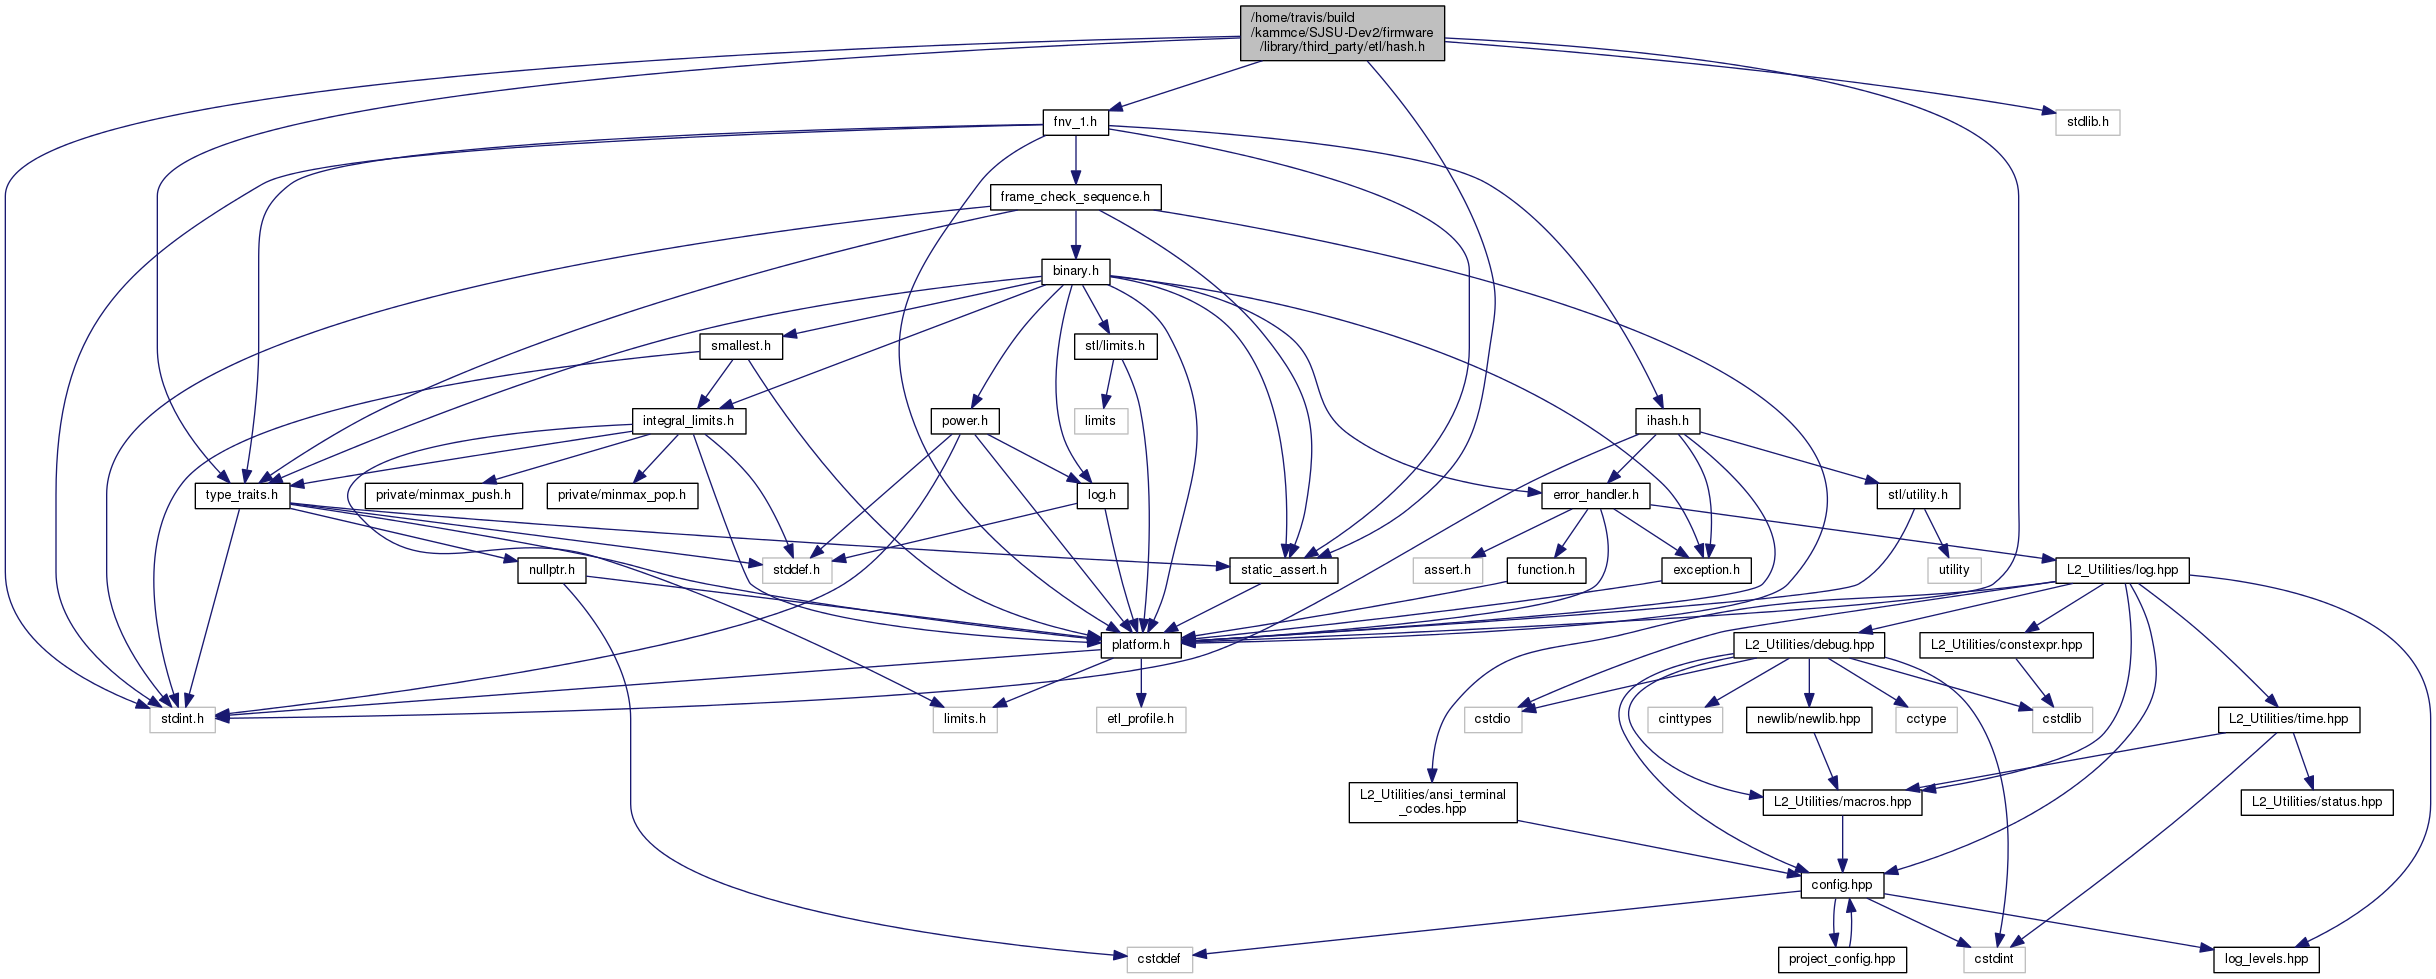 /home/travis/build
/kammce/SJSU-Dev2/firmware
/library/third_party/etl/hash.h
fnv_1.h
stdlib.h
frame_check_sequence.h
binary.h
smallest.h
stl/limits.h
integral_limits.h
power.h
limits
ihash.h
type_traits.h
private/minmax_push.h
private/minmax_pop.h
log.h
error_handler.h
stl/utility.h
nullptr.h
stddef.h
static_assert.h
assert.h
function.h
exception.h
utility
L2_Utilities/log.hpp
platform.h
L2_Utilities/debug.hpp
L2_Utilities/constexpr.hpp
stdint.h
limits.h
etl_profile.h
cstdio
cinttypes
newlib/newlib.hpp
cctype
cstdlib
L2_Utilities/time.hpp
L2_Utilities/ansi_terminal
_codes.hpp
L2_Utilities/macros.hpp
L2_Utilities/status.hpp
config.hpp
cstddef
project_config.hpp
cstdint
log_levels.hpp